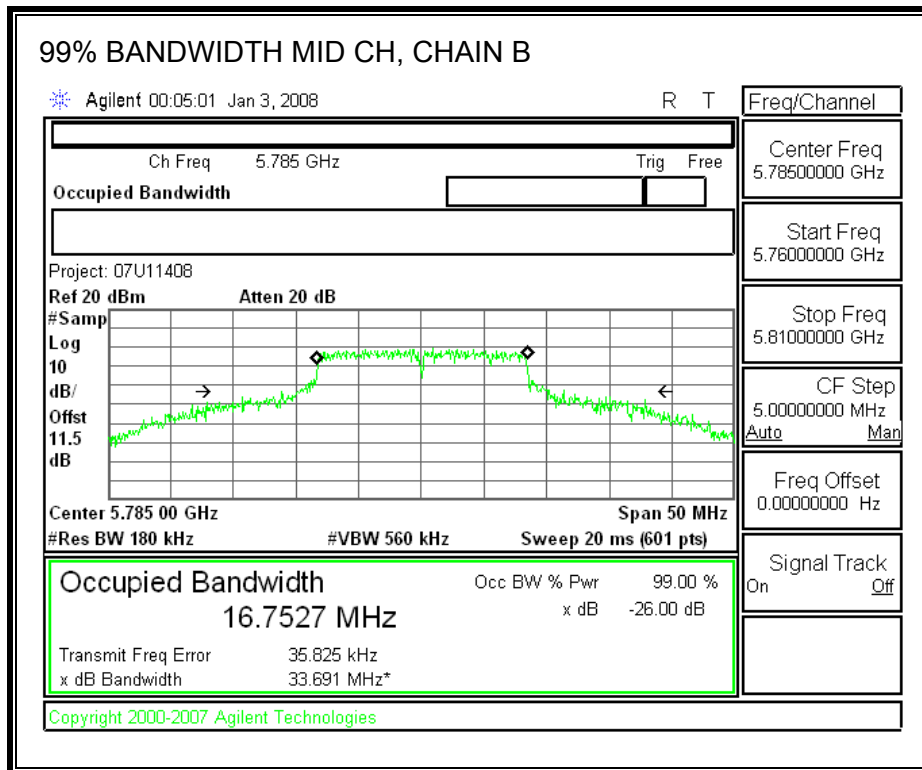 99% BANDWIDTH MID CH, CHAIN B
Agilent 00:05:01 Jan 3, 2008 R T
Freq/Channel
Ch Freq 5.785 GHz Trig Free
Occupied Bandwidth
Center Freq
5.78500000 GHz
Start Freq
5.76000000 GHz
Stop Freq
5.81000000 GHz
CF Step
5.00000000 MHz
Auto Man
Freq Offset
0.00000000 Hz
Signal Track
On Off
Project: 07U11408
Ref 20 dBm Atten 20 dB
#Samp
Log
10
dB/
Offst
11.5
dB
Center 5.785 00 GHz Span 50 MHz
#Res BW 180 kHz #VBW 560 kHz Sweep 20 ms (601 pts)
Occupied Bandwidth
16.7527 MHz
Occ BW % Pwr 99.00 %
x dB -26.00 dB
Transmit Freq Error 35.825 kHz
x dB Bandwidth 33.691 MHz*
Copyright 2000-2007 Agilent Technologies